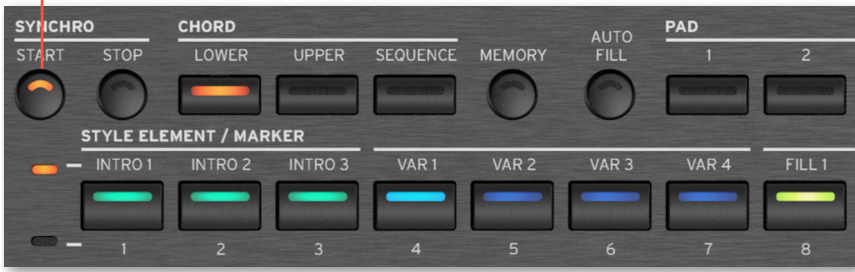 SYNCHRO CHORD PAD
START STOP LOWER UPPER SEQUENCE MEMORY AUTO FILL 1 2
STYLE ELEMENT / MARKER
INTRO 1 INTRO 2 INTRO 3 VAR 1 VAR 2 VAR 3 VAR 4 FILL 1
1 2 3 4 5 6 7 8